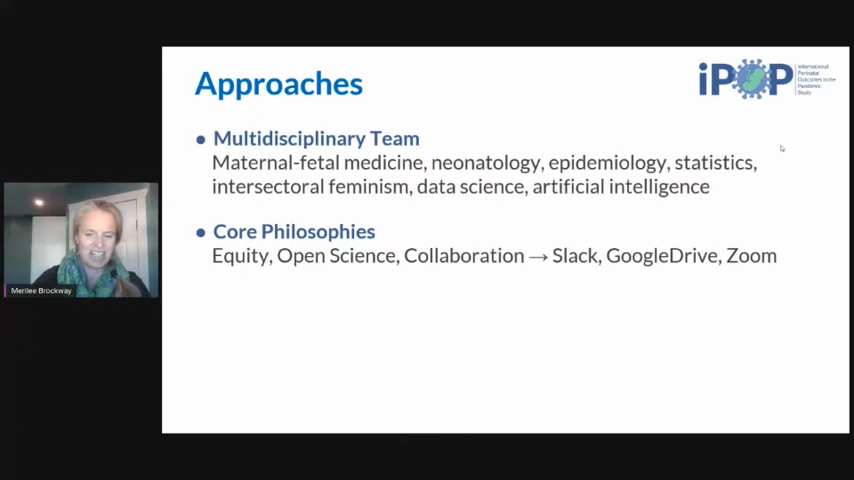 Approaches
iPOP
International
Perinatal
Outcomes in the
Pandemic
Study
● Multidisciplinary Team
Maternal-fetal medicine, neonatology, epidemiology, statistics,
intersectoral feminism, data science, artificial intelligence
● Core Philosophies
Equity, Open Science, Collaboration → Slack, GoogleDrive, Zoom
Merilee Brockway